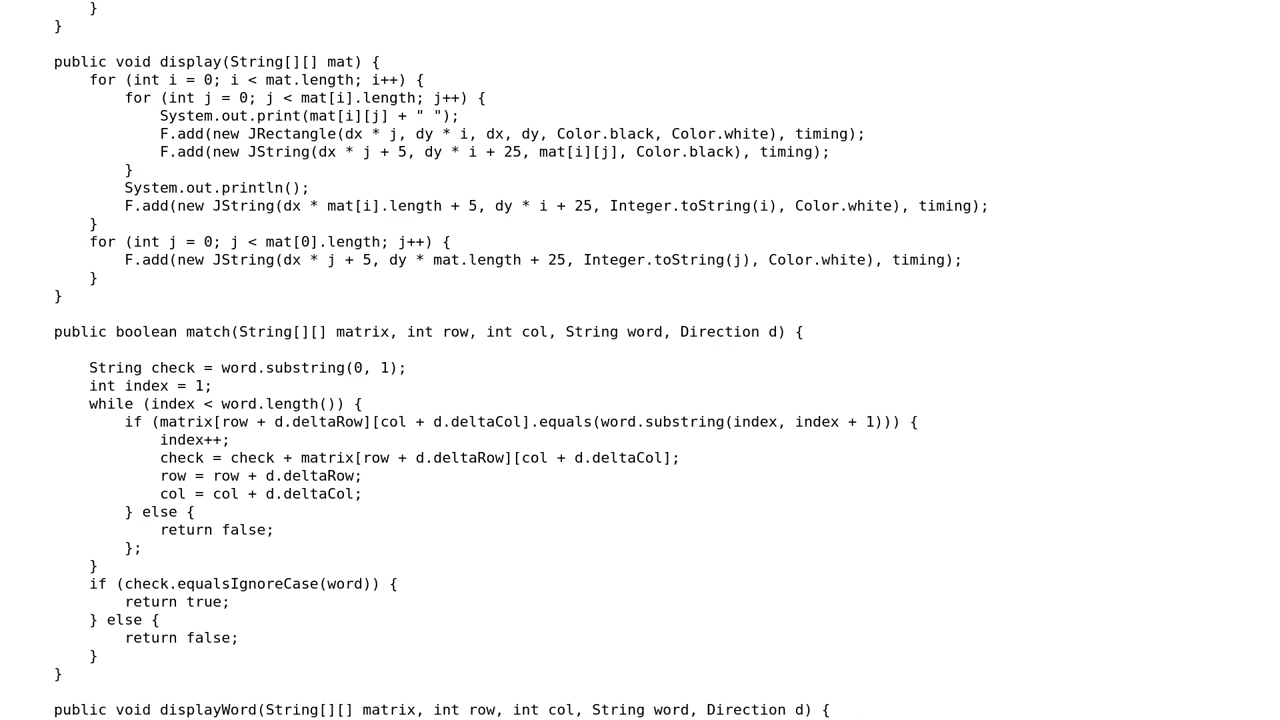 }
    }

    public void display(String[][] mat) {
        for (int i = 0; i < mat.length; i++) {
            for (int j = 0; j < mat[i].length; j++) {
                System.out.print(mat[i][j] + " ");
                F.add(new JRectangle(dx * j, dy * i, dx, dy, Color.black, Color.white), timing);
                F.add(new JString(dx * j + 5, dy * i + 25, mat[i][j], Color.black), timing);
            }
            System.out.println();
            F.add(new JString(dx * mat[i].length + 5, dy * i + 25, Integer.toString(i), Color.white), timing);
        }
        for (int j = 0; j < mat[0].length; j++) {
            F.add(new JString(dx * j + 5, dy * mat.length + 25, Integer.toString(j), Color.white), timing);
        }
    }

    public boolean match(String[][] matrix, int row, int col, String word, Direction d) {

        String check = word.substring(0, 1);
        int index = 1;
        while (index < word.length()) {
            if (matrix[row + d.deltaRow][col + d.deltaCol].equals(word.substring(index, index + 1))) {
                index++;
                check = check + matrix[row + d.deltaRow][col + d.deltaCol];
                row = row + d.deltaRow;
                col = col + d.deltaCol;
            } else {
                return false;
            };
        }
        if (check.equalsIgnoreCase(word)) {
            return true;
        } else {
            return false;
        }
    }

    public void displayWord(String[][] matrix, int row, int col, String word, Direction d) {